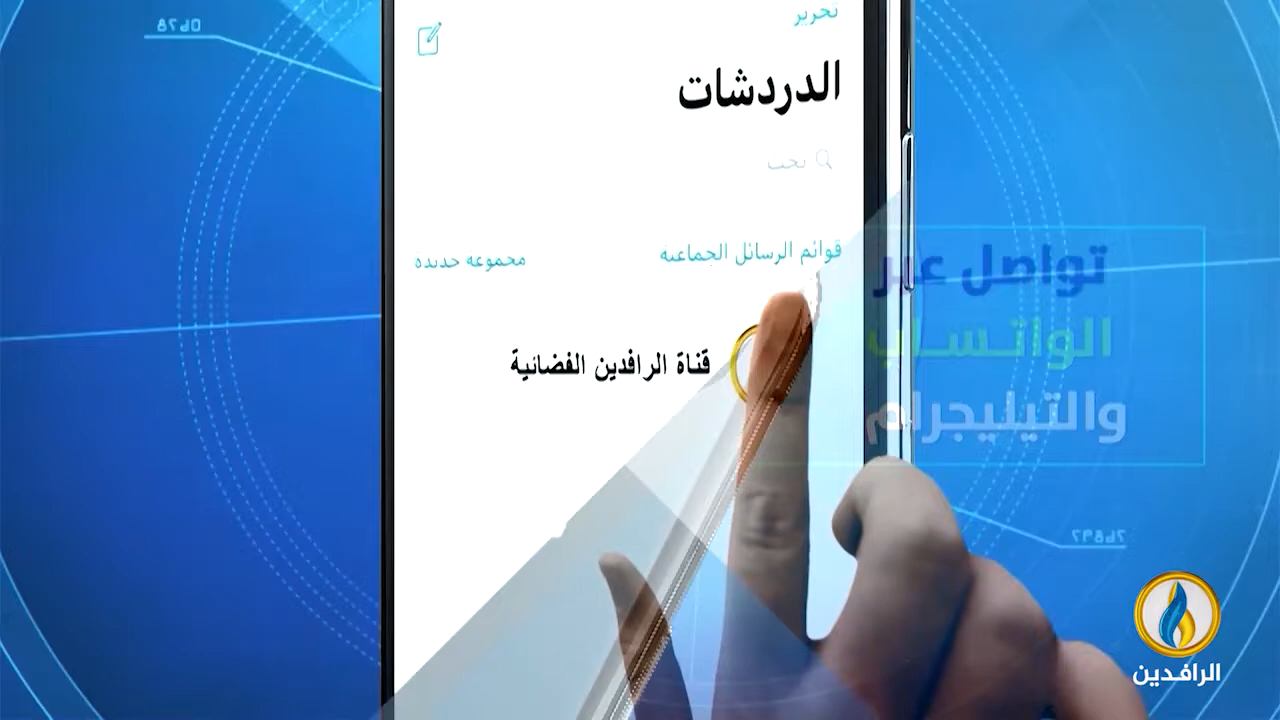 تحرير
الدردشات
بحث
قوائم الرسائل الجماعية
مجموعة جديدة
قناة الرافدين الفضائية
تواصل عبر
الواتساب
والتيليجرام
الرافدين